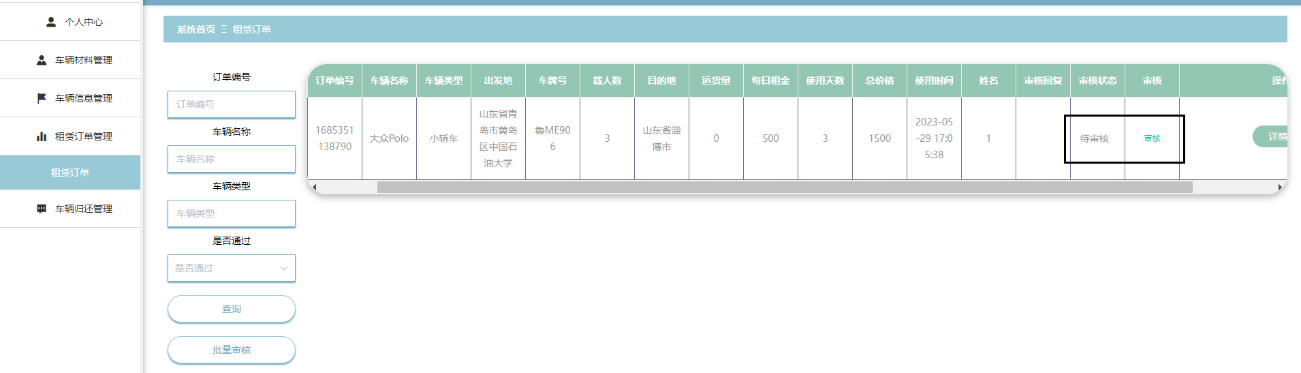 个人中心
车辆材料管理
车辆信息管理
租赁订单管理
租赁订单
车辆归还管理
系统首页 Ξ 租赁订单
订单编号
订单编号
车辆名称
车辆名称
车辆类型
车辆类型
是否通过
是否通过
查询
批量审核
订单编号 车辆名称 车辆类型 出发地 车牌号 载人数 目的地 运货量 每日租金 使用天数 总价格 使用时间 姓名 审核回复 审核状态 审核 操作
1685351
138790
大众Polo
小轿车
山东省青
岛市黄岛
区中国石
油大学
鲁ME90
6
3
山东省淄
博市
0
500
3
1500
2023-05
-29 17:0
5:38
1
待审核
审核
详情